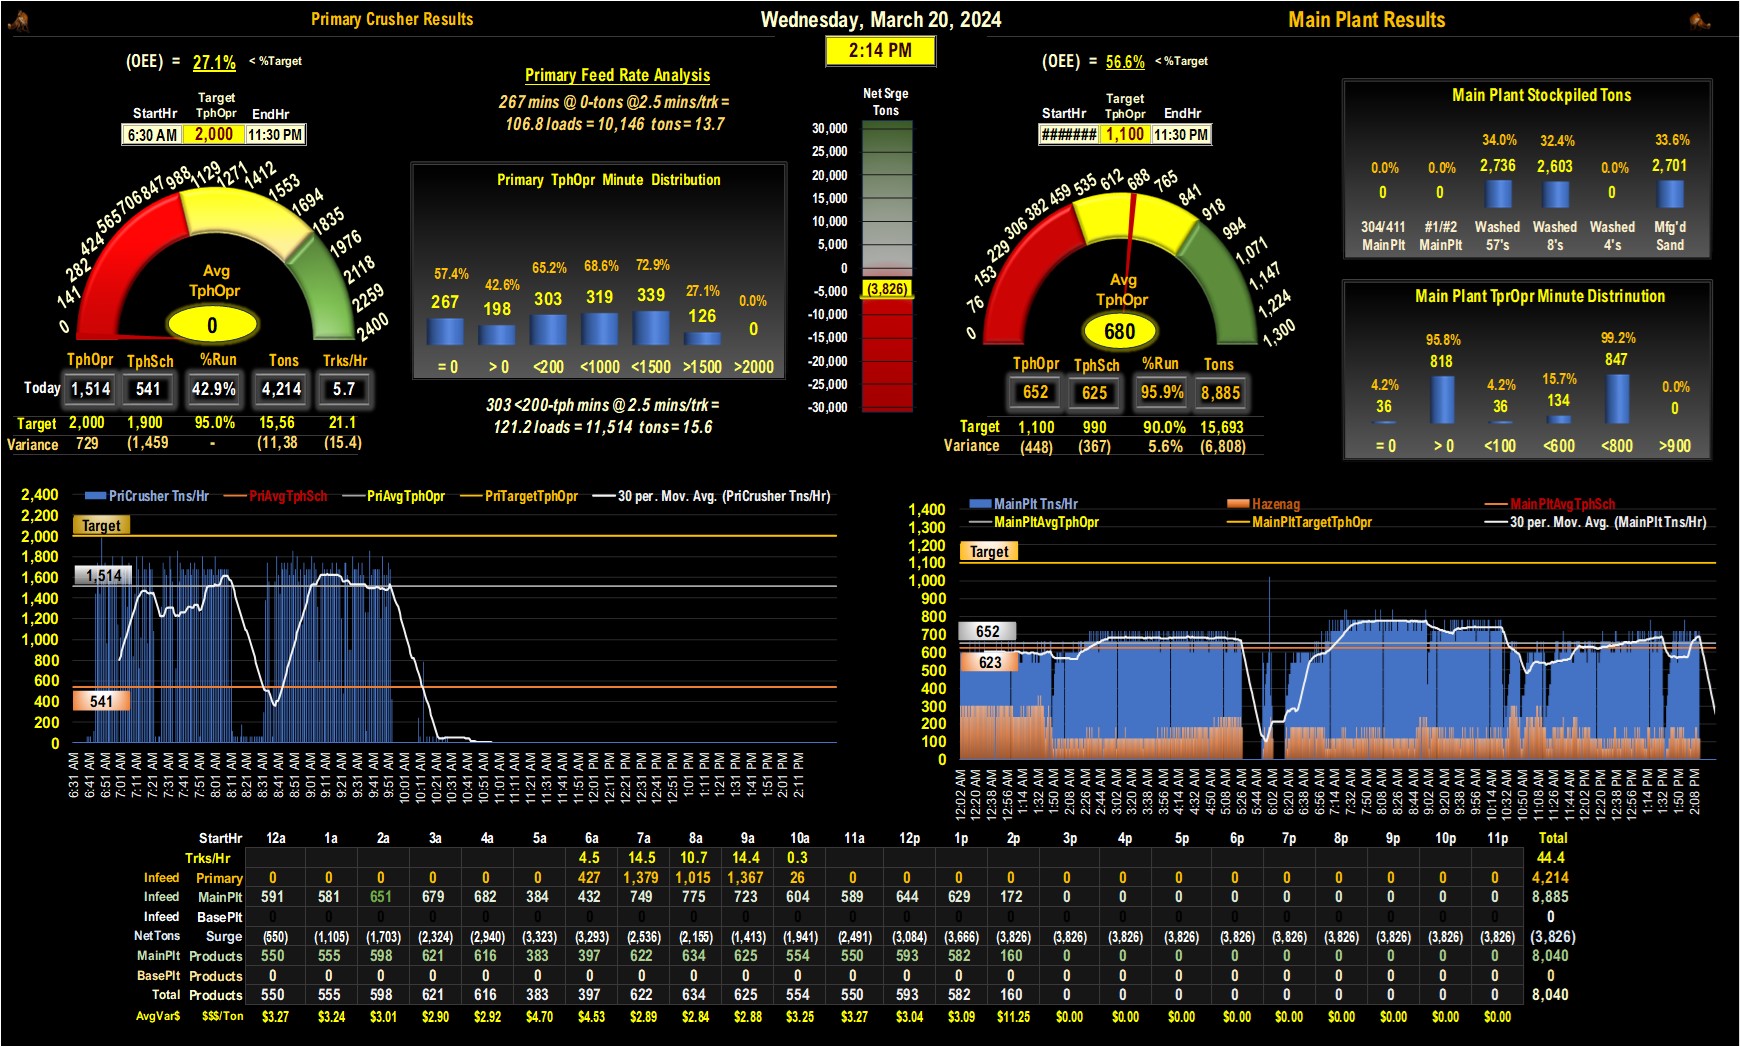 Primary Crusher Results
Wednesday, March 20, 2024
Main Plant Results
2:14 PM
(OEE) = 27.1% < %Target
Target
StartHr TphOpr EndHr
6:30 AM 2,000 11:30 PM
0 141 282 424 565 706 847 988 1129 1271 1412 1553 1694 1835 1976 2118 2259 2400
Avg
TphOpr
0
TphOpr TphSch %Run Tons Trks/Hr
Today 1,514 541 42.9% 4,214 5.7
Target 2,000 1,900 95.0% 15,56 21.1
Variance 729 (1,459 - (11,38 (15.4)
Primary Feed Rate Analysis
267 mins @ 0-tons @2.5 mins/trk =
106.8 loads = 10,146 tons = 13.7
Primary TphOpr Minute Distribution
57.4% 42.6% 65.2% 68.6% 72.9% 27.1% 0.0%
267 198 303 319 339 126 0
= 0 > 0 <200 <1000 <1500 >1500 >2000
303 <200-tph mins @ 2.5 mins/trk =
121.2 loads = 11,514 tons = 15.6
Net Srge
Tons
30,000
25,000
20,000
15,000
10,000
5,000
0
-5,000
(3,826)
-10,000
-15,000
-20,000
-25,000
-30,000
(OEE) = 56.6% < %Target
Target
StartHr TphOpr EndHr
####### 1,100 11:30 PM
0 76 153 229 306 382 459 535 612 688 765 841 918 994 1,071 1,147 1,224 1,300
Avg
TphOpr
680
TphOpr TphSch %Run Tons
652 625 95.9% 8,885
Target 1,100 990 90.0% 15,693
Variance (448) (367) 5.6% (6,808)
Main Plant Stockpiled Tons
0.0% 0.0% 34.0% 32.4% 0.0% 33.6%
0 0 2,736 2,603 0 2,701
304/411 #1/#2 Washed Washed Washed Mfg'd
MainPlt MainPlt 57's 8's 4's Sand
Main Plant TprOpr Minute Distrinution
4.2% 95.8% 4.2% 15.7% 99.2% 0.0%
36 818 36 134 847 0
= 0 > 0 <100 <600 <800 >900
PriCrusher Tns/Hr PriAvgTphSch PriAvgTphOpr PriTargetTphOpr 30 per. Mov. Avg. (PriCrusher Tns/Hr)
2,400
2,200
2,000
1,800
1,600
1,400
1,200
1,000
800
600
400
200
0
Target
1,514
541
6:31 AM 6:41 AM 7:01 AM 7:11 AM 7:21 AM 7:31 AM 7:41 AM 7:51 AM 8:01 AM 8:11 AM 8:31 AM 8:41 AM 9:01 AM 9:11 AM 9:21 AM 9:31 AM 9:41 AM 9:51 AM 10:01 AM 10:11 AM 10:21 AM 10:31 AM 10:41 AM 10:51 AM 11:01 AM 11:11 AM 11:21 AM 11:31 AM 11:41 AM 11:51 AM 12:01 PM 12:11 PM 12:21 PM 12:31 PM 12:41 PM 12:51 PM 1:01 PM 1:11 PM 1:21 PM 1:31 PM 1:41 PM 1:51 PM 2:01 PM 2:11 PM
MainPlt Tns/Hr Hazenag MainPltAvgTphSch
MainPltAvgTphOpr MainPltTargetTphOpr 30 per. Mov. Avg. (MainPlt Tns/Hr)
1,400
1,300
1,200
1,100
1,000
900
800
700
600
500
400
300
200
100
0
Target
652
623
12:02 AM 12:20 AM 12:38 AM 12:56 AM 1:14 AM 1:32 AM 1:50 AM 2:08 AM 2:26 AM 2:44 AM 3:02 AM 3:20 AM 3:38 AM 3:56 AM 4:14 AM 4:32 AM 4:50 AM 5:08 AM 5:26 AM 5:44 AM 6:02 AM 6:20 AM 6:38 AM 6:56 AM 7:14 AM 7:32 AM 7:50 AM 8:08 AM 8:26 AM 8:44 AM 9:02 AM 9:20 AM 9:38 AM 9:56 AM 10:14 AM 10:32 AM 10:50 AM 11:08 AM 11:26 AM 11:44 AM 12:02 PM 12:20 PM 12:38 PM 12:56 PM 1:14 PM 1:32 PM 1:50 PM 2:08 PM
StartHr 12a 1a 2a 3a 4a 5a 6a 7a 8a 9a 10a 11a 12p 1p 2p 3p 4p 5p 6p 7p 8p 9p 10p 11p Total
Trks/Hr 4.5 14.5 10.7 14.4 0.3 44.4
Infeed Primary 0 0 0 0 0 0 427 1,379 1,015 1,367 26 0 0 0 0 0 0 0 0 0 0 0 0 0 4,214
Infeed MainPlt 591 581 651 679 682 384 432 749 775 723 604 589 644 629 172 0 0 0 0 0 0 0 0 0 8,885
Infeed BasePlt 0 0 0 0 0 0 0 0 0 0 0 0 0 0 0 0 0 0 0 0 0 0 0 0 0
NetTons Surge (550) (1,105) (1,703) (2,324) (2,940) (3,323) (3,293) (2,536) (2,155) (1,413) (1,941) (2,491) (3,084) (3,666) (3,826) (3,826) (3,826) (3,826) (3,826) (3,826) (3,826) (3,826) (3,826) (3,826) (3,826)
MainPlt Products 550 555 598 621 616 383 397 622 634 625 554 550 593 582 160 0 0 0 0 0 0 0 0 0 8,040
BasePlt Products 0 0 0 0 0 0 0 0 0 0 0 0 0 0 0 0 0 0 0 0 0 0 0 0 0
Total Products 550 555 598 621 616 383 397 622 634 625 554 550 593 582 160 0 0 0 0 0 0 0 0 0 8,040
AvgVar$ $$$/Ton $3.27 $3.24 $3.01 $2.90 $2.92 $4.70 $4.53 $2.89 $2.84 $2.88 $3.25 $3.27 $3.04 $3.09 $11.25 $0.00 $0.00 $0.00 $0.00 $0.00 $0.00 $0.00 $0.00 $0.00